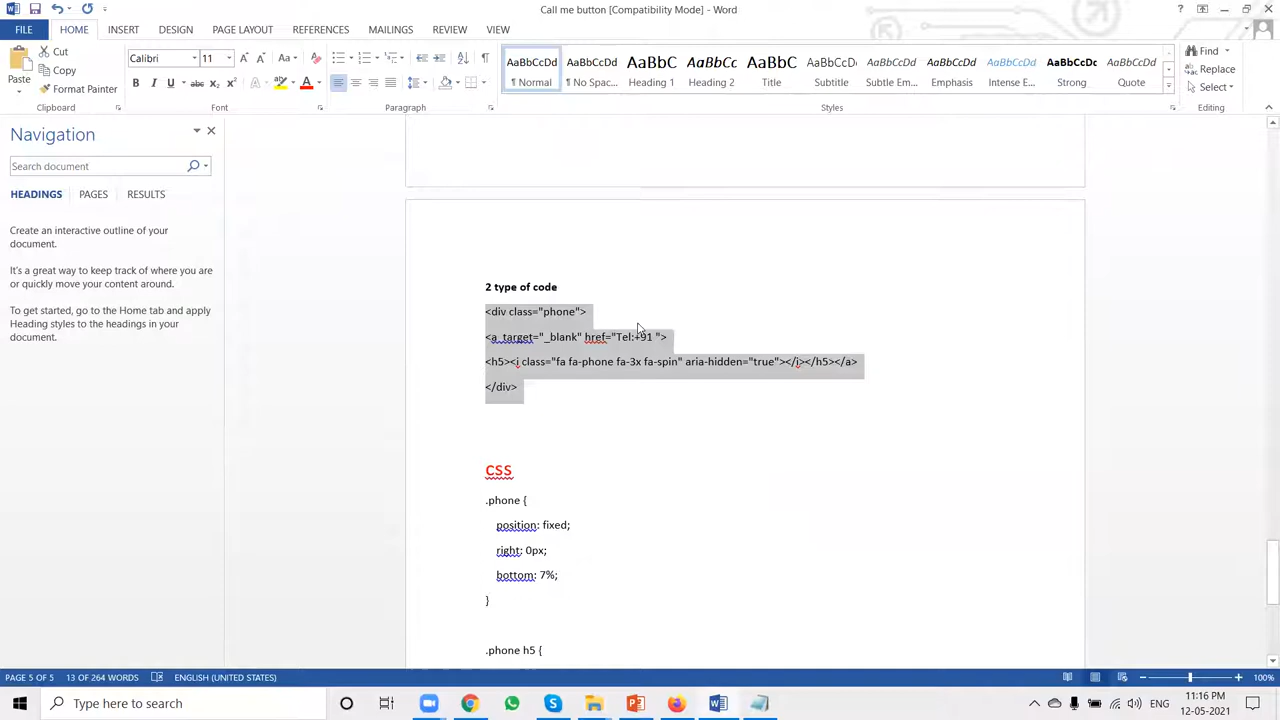 Call me button [Compatibility Mode] - Word
FILE HOME INSERT DESIGN PAGE LAYOUT REFERENCES MAILINGS REVIEW VIEW
Paste
Cut
Copy
Format Painter
Clipboard
Calibri 11
Font
Paragraph
AaBbCcDd AaBbCcDd AaBbC AaBbCc AaBbC AaBbCcD AaBbCcDd AaBbCcDd AaBbCcDd AaBbCcDd AaBbCcDd
¶ Normal ¶ No Spac... Heading 1 Heading 2 Title Subtitle Subtle Em... Emphasis Intense E... Strong Quote
Styles
Find
Replace
Select
Editing
Navigation
Search document
HEADINGS PAGES RESULTS
Create an interactive outline of your
document.
It's a great way to keep track of where you are
or quickly move your content around.
To get started, go to the Home tab and apply
Heading styles to the headings in your
document.
2 type of code
<div class="phone">
<a target="_blank" href="Tel:+91 ">
<h5><i class="fa fa-phone fa-3x fa-spin" aria-hidden="true"></i></h5></a>
</div>
CSS
.phone {
position: fixed;
right: 0px;
bottom: 7%;
}
.phone h5 {
PAGE 5 OF 5 13 OF 264 WORDS ENGLISH (UNITED STATES) 100%
Type here to search
ENG
11:16 PM
12-05-2021